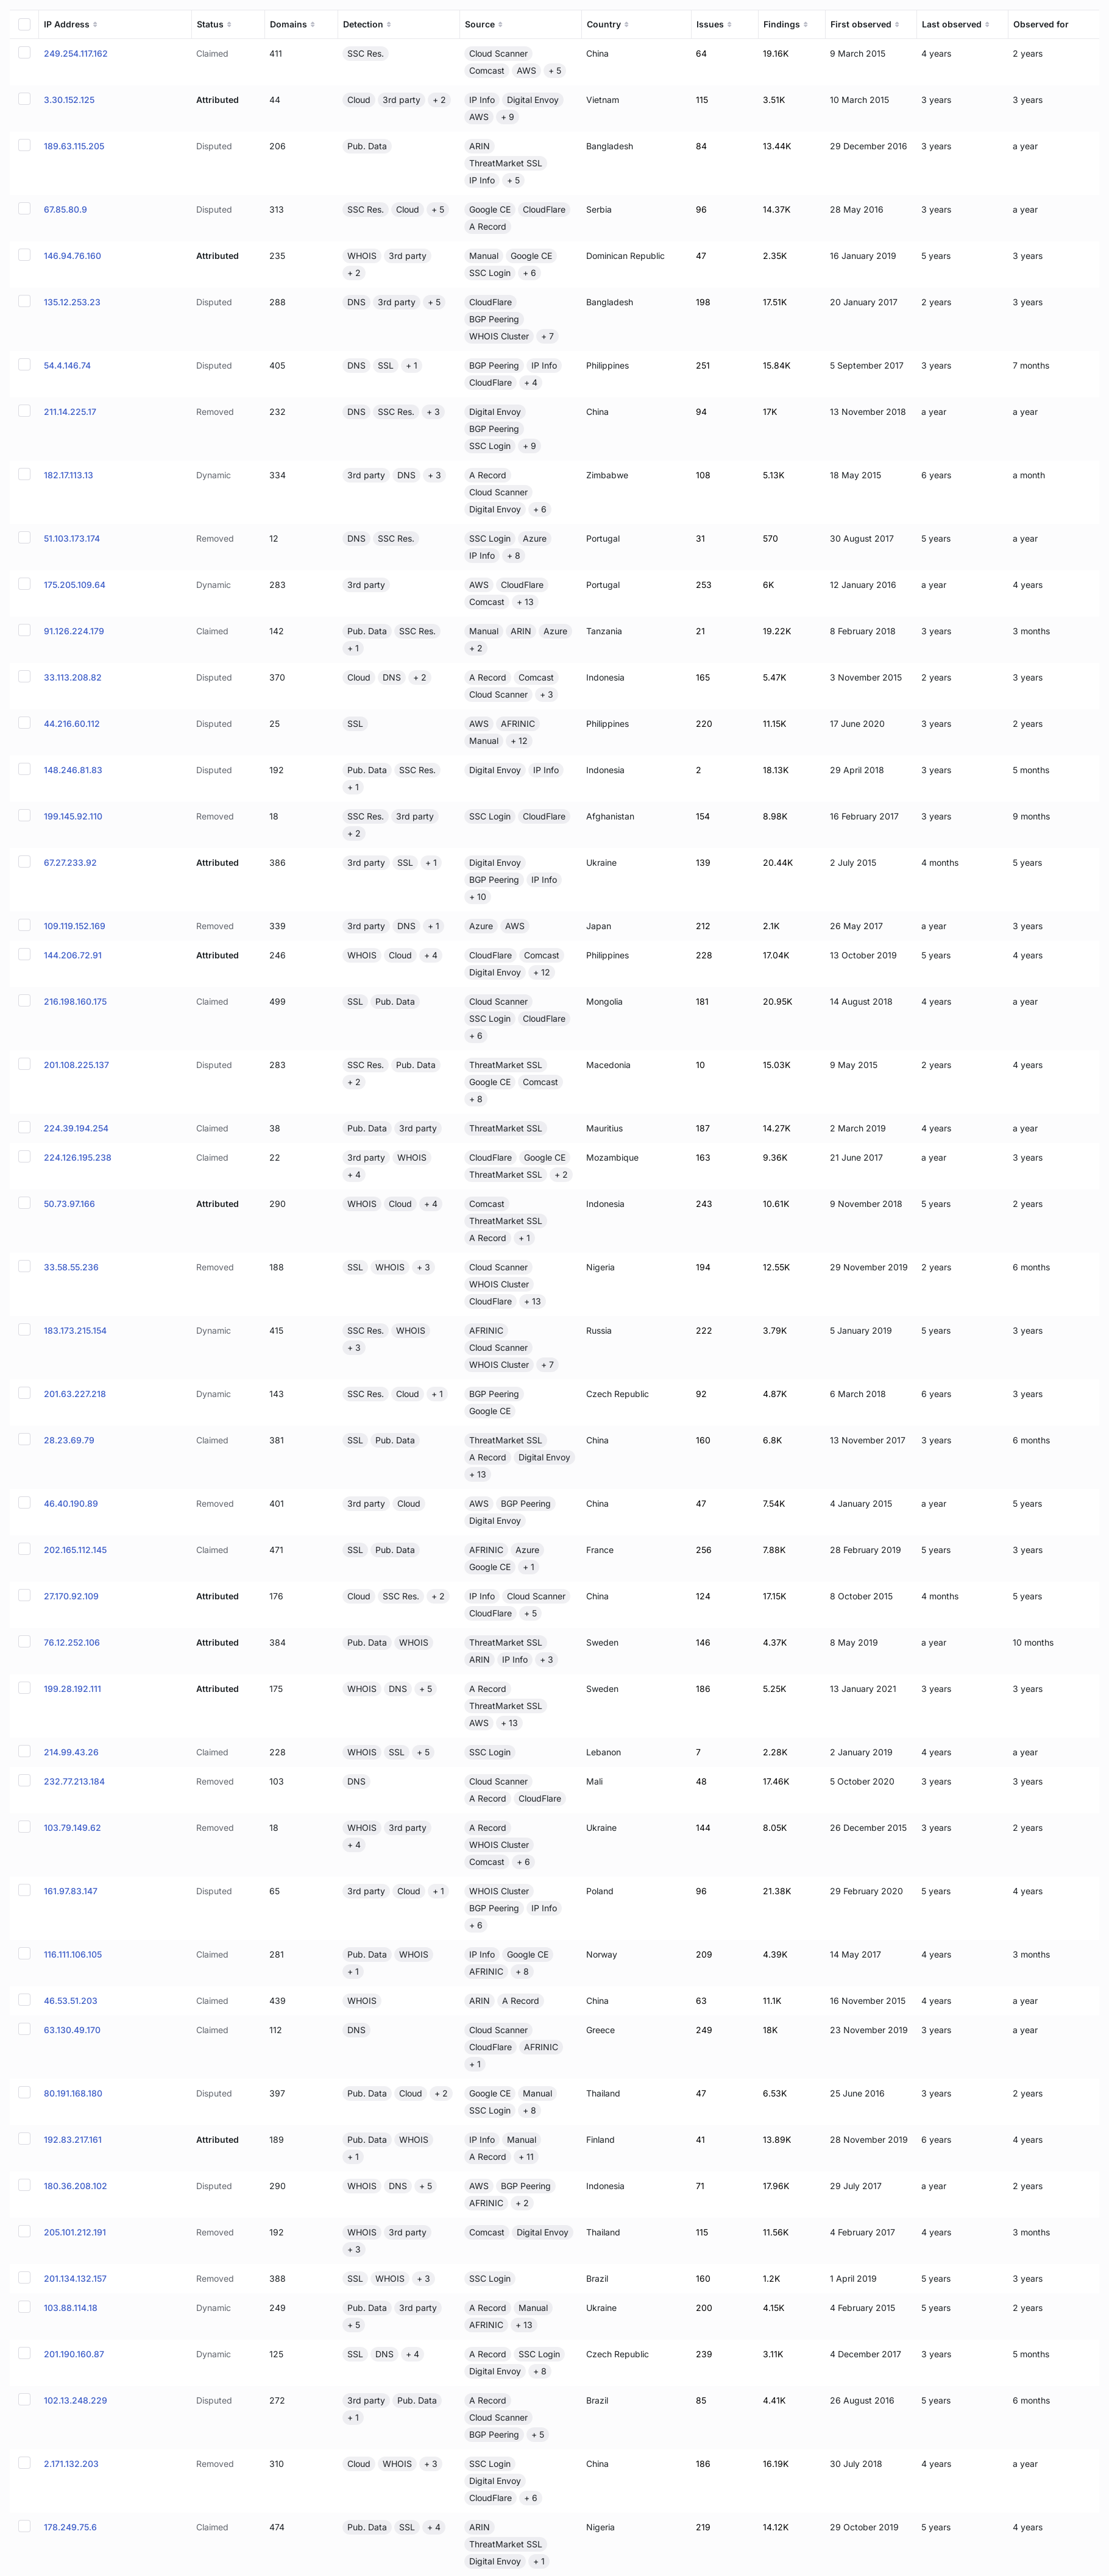 IP Address Status Domains Detection Source Country Issues Findings First observed Last observed Observed for
249.254.117.162 Claimed 411 SSC Res. Cloud Scanner China 64 19.16K 9 March 2015 4 years 2 years
Comcast AWS + 5
3.30.152.125 Attributed 44 Cloud 3rd party + 2 IP Info Digital Envoy Vietnam 115 3.51K 10 March 2015 3 years 3 years
AWS + 9
189.63.115.205 Disputed 206 Pub. Data ARIN Bangladesh 84 13.44K 29 December 2016 3 years a year
ThreatMarket SSL
IP Info + 5
67.85.80.9 Disputed 313 SSC Res. Cloud + 5 Google CE CloudFlare Serbia 96 14.37K 28 May 2016 3 years a year
A Record
146.94.76.160 Attributed 235 WHOIS 3rd party Manual Google CE Dominican Republic 47 2.35K 16 January 2019 5 years 3 years
+ 2 SSC Login + 6
135.12.253.23 Disputed 288 DNS 3rd party + 5 CloudFlare Bangladesh 198 17.51K 20 January 2017 2 years 3 years
BGP Peering
WHOIS Cluster + 7
54.4.146.74 Disputed 405 DNS SSL + 1 BGP Peering IP Info Philippines 251 15.84K 5 September 2017 3 years 7 months
CloudFlare + 4
211.14.225.17 Removed 232 DNS SSC Res. + 3 Digital Envoy China 94 17K 13 November 2018 a year a year
BGP Peering
SSC Login + 9
182.17.113.13 Dynamic 334 3rd party DNS + 3 A Record Zimbabwe 108 5.13K 18 May 2015 6 years a month
Cloud Scanner
Digital Envoy + 6
51.103.173.174 Removed 12 DNS SSC Res. SSC Login Azure Portugal 31 570 30 August 2017 5 years a year
IP Info + 8
175.205.109.64 Dynamic 283 3rd party AWS CloudFlare Portugal 253 6K 12 January 2016 a year 4 years
Comcast + 13
91.126.224.179 Claimed 142 Pub. Data SSC Res. Manual ARIN Azure Tanzania 21 19.22K 8 February 2018 3 years 3 months
+ 1 + 2
33.113.208.82 Disputed 370 Cloud DNS + 2 A Record Comcast Indonesia 165 5.47K 3 November 2015 2 years 3 years
Cloud Scanner + 3
44.216.60.112 Disputed 25 SSL AWS AFRINIC Philippines 220 11.15K 17 June 2020 3 years 2 years
Manual + 12
148.246.81.83 Disputed 192 Pub. Data SSC Res. Digital Envoy IP Info Indonesia 2 18.13K 29 April 2018 3 years 5 months
+ 1
199.145.92.110 Removed 18 SSC Res. 3rd party SSC Login CloudFlare Afghanistan 154 8.98K 16 February 2017 3 years 9 months
+ 2
67.27.233.92 Attributed 386 3rd party SSL + 1 Digital Envoy Ukraine 139 20.44K 2 July 2015 4 months 5 years
BGP Peering IP Info
+ 10
109.119.152.169 Removed 339 3rd party DNS + 1 Azure AWS Japan 212 2.1K 26 May 2017 a year 3 years
144.206.72.91 Attributed 246 WHOIS Cloud + 4 CloudFlare Comcast Philippines 228 17.04K 13 October 2019 5 years 4 years
Digital Envoy + 12
216.198.160.175 Claimed 499 SSL Pub. Data Cloud Scanner Mongolia 181 20.95K 14 August 2018 4 years a year
SSC Login CloudFlare
+ 6
201.108.225.137 Disputed 283 SSC Res. Pub. Data ThreatMarket SSL Macedonia 10 15.03K 9 May 2015 2 years 4 years
+ 2 Google CE Comcast
+ 8
224.39.194.254 Claimed 38 Pub. Data 3rd party ThreatMarket SSL Mauritius 187 14.27K 2 March 2019 4 years a year
224.126.195.238 Claimed 22 3rd party WHOIS CloudFlare Google CE Mozambique 163 9.36K 21 June 2017 a year 3 years
+ 4 ThreatMarket SSL + 2
50.73.97.166 Attributed 290 WHOIS Cloud + 4 Comcast Indonesia 243 10.61K 9 November 2018 5 years 2 years
ThreatMarket SSL
A Record + 1
33.58.55.236 Removed 188 SSL WHOIS + 3 Cloud Scanner Nigeria 194 12.55K 29 November 2019 2 years 6 months
WHOIS Cluster
CloudFlare + 13
183.173.215.154 Dynamic 415 SSC Res. WHOIS AFRINIC Russia 222 3.79K 5 January 2019 5 years 3 years
+ 3 Cloud Scanner
WHOIS Cluster + 7
201.63.227.218 Dynamic 143 SSC Res. Cloud + 1 BGP Peering Czech Republic 92 4.87K 6 March 2018 6 years 3 years
Google CE
28.23.69.79 Claimed 381 SSL Pub. Data ThreatMarket SSL China 160 6.8K 13 November 2017 3 years 6 months
A Record Digital Envoy
+ 13
46.40.190.89 Removed 401 3rd party Cloud AWS BGP Peering China 47 7.54K 4 January 2015 a year 5 years
Digital Envoy
202.165.112.145 Claimed 471 SSL Pub. Data AFRINIC Azure France 256 7.88K 28 February 2019 5 years 3 years
Google CE + 1
27.170.92.109 Attributed 176 Cloud SSC Res. + 2 IP Info Cloud Scanner China 124 17.15K 8 October 2015 4 months 5 years
CloudFlare + 5
76.12.252.106 Attributed 384 Pub. Data WHOIS ThreatMarket SSL Sweden 146 4.37K 8 May 2019 a year 10 months
ARIN IP Info + 3
199.28.192.111 Attributed 175 WHOIS DNS + 5 A Record Sweden 186 5.25K 13 January 2021 3 years 3 years
ThreatMarket SSL
AWS + 13
214.99.43.26 Claimed 228 WHOIS SSL + 5 SSC Login Lebanon 7 2.28K 2 January 2019 4 years a year
232.77.213.184 Removed 103 DNS Cloud Scanner Mali 48 17.46K 5 October 2020 3 years 3 years
A Record CloudFlare
103.79.149.62 Removed 18 WHOIS 3rd party A Record Ukraine 144 8.05K 26 December 2015 3 years 2 years
+ 4 WHOIS Cluster
Comcast + 6
161.97.83.147 Disputed 65 3rd party Cloud + 1 WHOIS Cluster Poland 96 21.38K 29 February 2020 5 years 4 years
BGP Peering IP Info
+ 6
116.111.106.105 Claimed 281 Pub. Data WHOIS IP Info Google CE Norway 209 4.39K 14 May 2017 4 years 3 months
+ 1 AFRINIC + 8
46.53.51.203 Claimed 439 WHOIS ARIN A Record China 63 11.1K 16 November 2015 4 years a year
63.130.49.170 Claimed 112 DNS Cloud Scanner Greece 249 18K 23 November 2019 3 years a year
CloudFlare AFRINIC
+ 1
80.191.168.180 Disputed 397 Pub. Data Cloud + 2 Google CE Manual Thailand 47 6.53K 25 June 2016 3 years 2 years
SSC Login + 8
192.83.217.161 Attributed 189 Pub. Data WHOIS IP Info Manual Finland 41 13.89K 28 November 2019 6 years 4 years
+ 1 A Record + 11
180.36.208.102 Disputed 290 WHOIS DNS + 5 AWS BGP Peering Indonesia 71 17.96K 29 July 2017 a year 2 years
AFRINIC + 2
205.101.212.191 Removed 192 WHOIS 3rd party Comcast Digital Envoy Thailand 115 11.56K 4 February 2017 4 years 3 months
+ 3
201.134.132.157 Removed 388 SSL WHOIS + 3 SSC Login Brazil 160 1.2K 1 April 2019 5 years 3 years
103.88.114.18 Dynamic 249 Pub. Data 3rd party A Record Manual Ukraine 200 4.15K 4 February 2015 5 years 2 years
+ 5 AFRINIC + 13
201.190.160.87 Dynamic 125 SSL DNS + 4 A Record SSC Login Czech Republic 239 3.11K 4 December 2017 3 years 5 months
Digital Envoy + 8
102.13.248.229 Disputed 272 3rd party Pub. Data A Record Brazil 85 4.41K 26 August 2016 5 years 6 months
+ 1 Cloud Scanner
BGP Peering + 5
2.171.132.203 Removed 310 Cloud WHOIS + 3 SSC Login China 186 16.19K 30 July 2018 4 years a year
Digital Envoy
CloudFlare + 6
178.249.75.6 Claimed 474 Pub. Data SSL + 4 ARIN Nigeria 219 14.12K 29 October 2019 5 years 4 years
ThreatMarket SSL
Digital Envoy + 1